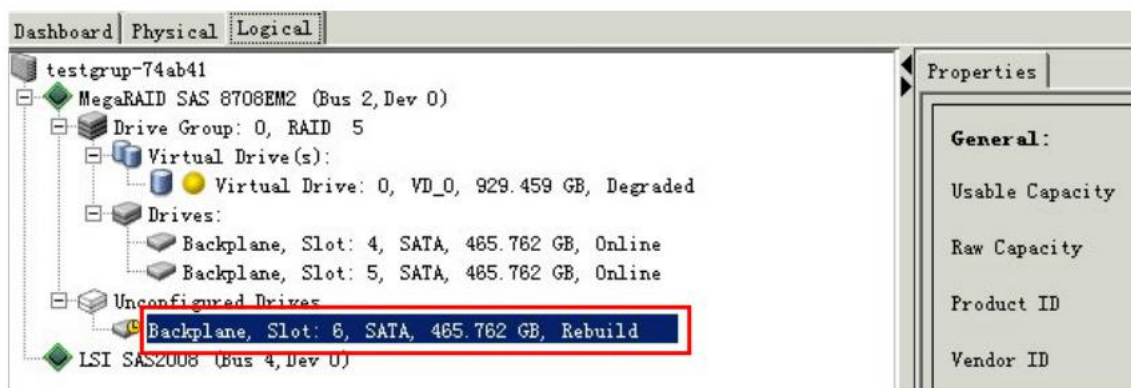 Dashboard Physical Logical
testgrup-74ab41
MegaRAID SAS 8708EM2 (Bus 2,Dev 0)
Drive Group: 0, RAID 5
Virtual Drive(s):
Virtual Drive: 0, VD_0, 929.459 GB, Degraded
Drives:
Backplane, Slot: 4, SATA, 465.762 GB, Online
Backplane, Slot: 5, SATA, 465.762 GB, Online
Unconfigured Drives
Backplane, Slot: 6, SATA, 465.762 GB, Rebuild
LSI SAS2008 (Bus 4,Dev 0)
Properties
General:
Usable Capacity
Raw Capacity
Product ID
Vendor ID